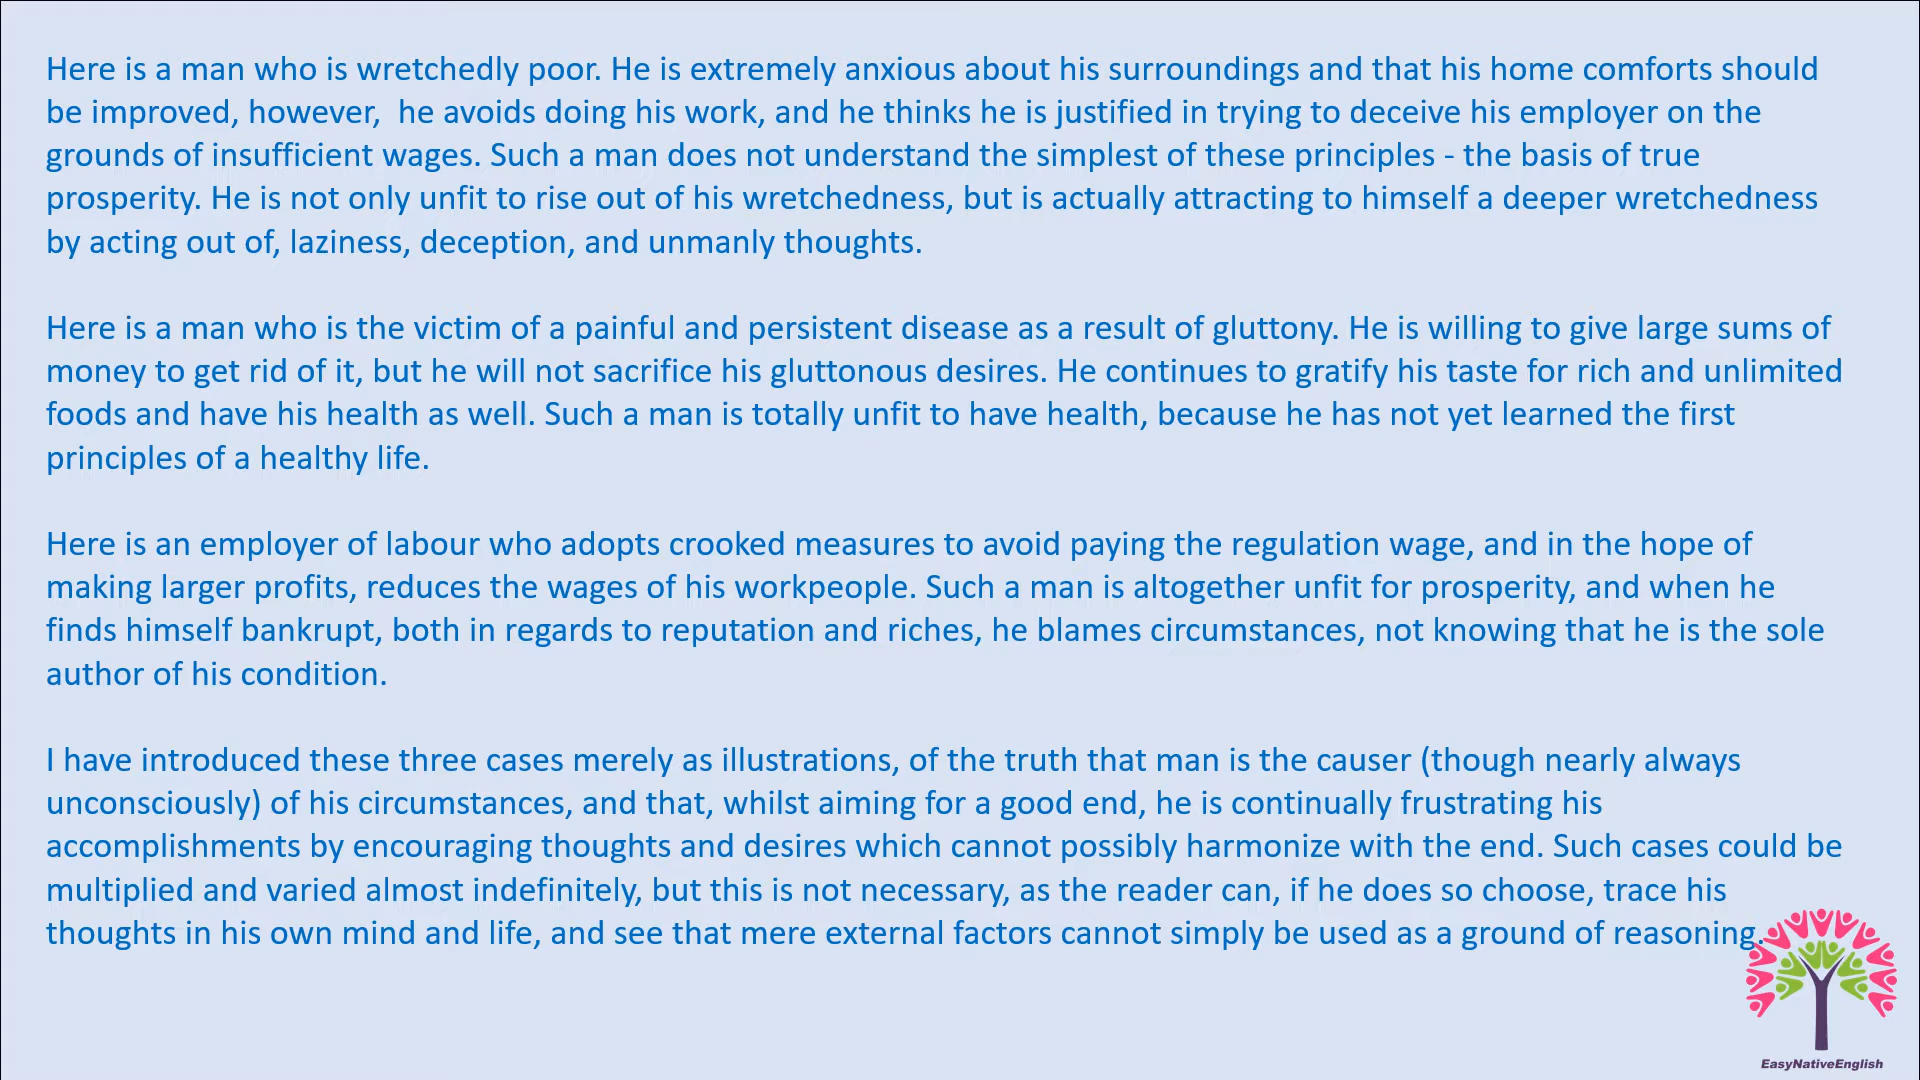 Here is a man who is wretchedly poor. He is extremely anxious about his surroundings and that his home comforts should
be improved, however,  he avoids doing his work, and he thinks he is justified in trying to deceive his employer on the
grounds of insufficient wages. Such a man does not understand the simplest of these principles - the basis of true
prosperity. He is not only unfit to rise out of his wretchedness, but is actually attracting to himself a deeper wretchedness
by acting out of, laziness, deception, and unmanly thoughts.
Here is a man who is the victim of a painful and persistent disease as a result of gluttony. He is willing to give large sums of
money to get rid of it, but he will not sacrifice his gluttonous desires. He continues to gratify his taste for rich and unlimited
foods and have his health as well. Such a man is totally unfit to have health, because he has not yet learned the first
principles of a healthy life.
Here is an employer of labour who adopts crooked measures to avoid paying the regulation wage, and in the hope of
making larger profits, reduces the wages of his workpeople. Such a man is altogether unfit for prosperity, and when he
finds himself bankrupt, both in regards to reputation and riches, he blames circumstances, not knowing that he is the sole
author of his condition.
I have introduced these three cases merely as illustrations, of the truth that man is the causer (though nearly always
unconsciously) of his circumstances, and that, whilst aiming for a good end, he is continually frustrating his
accomplishments by encouraging thoughts and desires which cannot possibly harmonize with the end. Such cases could be
multiplied and varied almost indefinitely, but this is not necessary, as the reader can, if he does so choose, trace his
thoughts in his own mind and life, and see that mere external factors cannot simply be used as a ground of reasoning.
EasyNativeEnglish